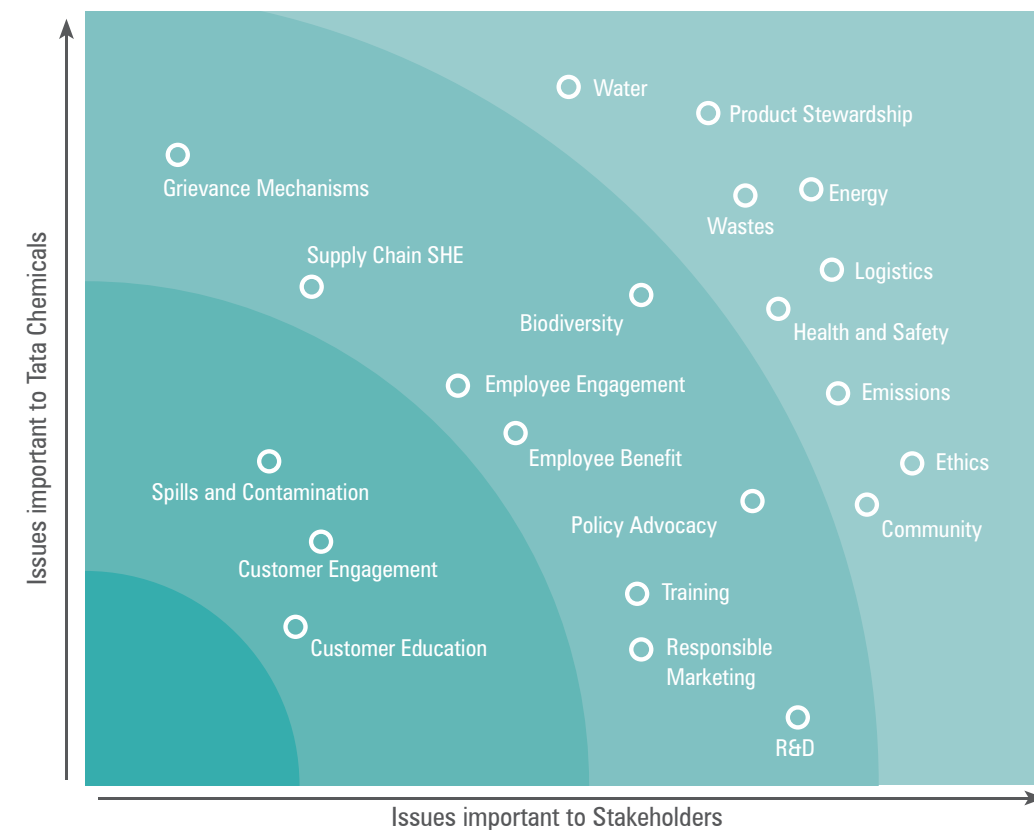 Issues important to Tata Chemicals
Water
Product Stewardship
Grievance Mechanisms
Energy
Wastes
Supply Chain SHE
Logistics
Biodiversity
Health and Safety
Employee Engagement
Emissions
Employee Benefit
Ethics
Spills and Contamination
Policy Advocacy
Community
Customer Engagement
Training
Customer Education
Responsible
Marketing
R&D
Issues important to Stakeholders